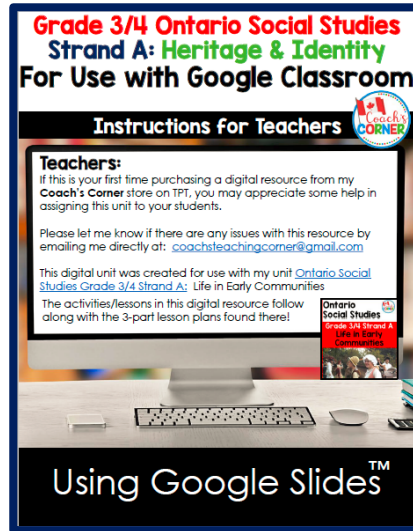 Grade 3/4 Ontario Social Studies
Strand A: Heritage & Identity
For Use with Google Classroom
Coach's
CORNER
Instructions for Teachers
Teachers:
If this is your first time purchasing a digital resource from my
Coach's Corner store on TPT, you may appreciate some help in
assigning this unit to your students.
Please let me know if there are any issues with this resource by
emailing me directly at: coachsteachingcorner@gmail.com
This digital unit was created for use with my unit Ontario Social
Studies Grade 3/4 Strand A: Life in Early Communities
The activities/lessons in this digital resource follow
along with the 3-part lesson plans found there!
Ontario
Social Studies
Grade 3/4 Strand A
Life in Early
Communities
Using Google Slides™